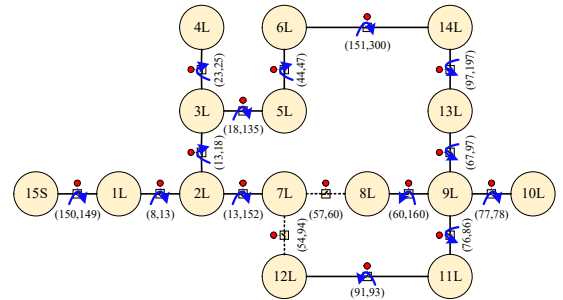 4L
6L
14L
(151,300)
(23,25)
(44,47)
(97,197)
3L
5L
13L
(18,135)
(13,18)
(67,97)
15S
1L
2L
7L
8L
9L
10L
(150,149)
(8,13)
(13,152)
(57,60)
(60,160)
(77,78)
(54,94)
(76,86)
12L
11L
(91,93)